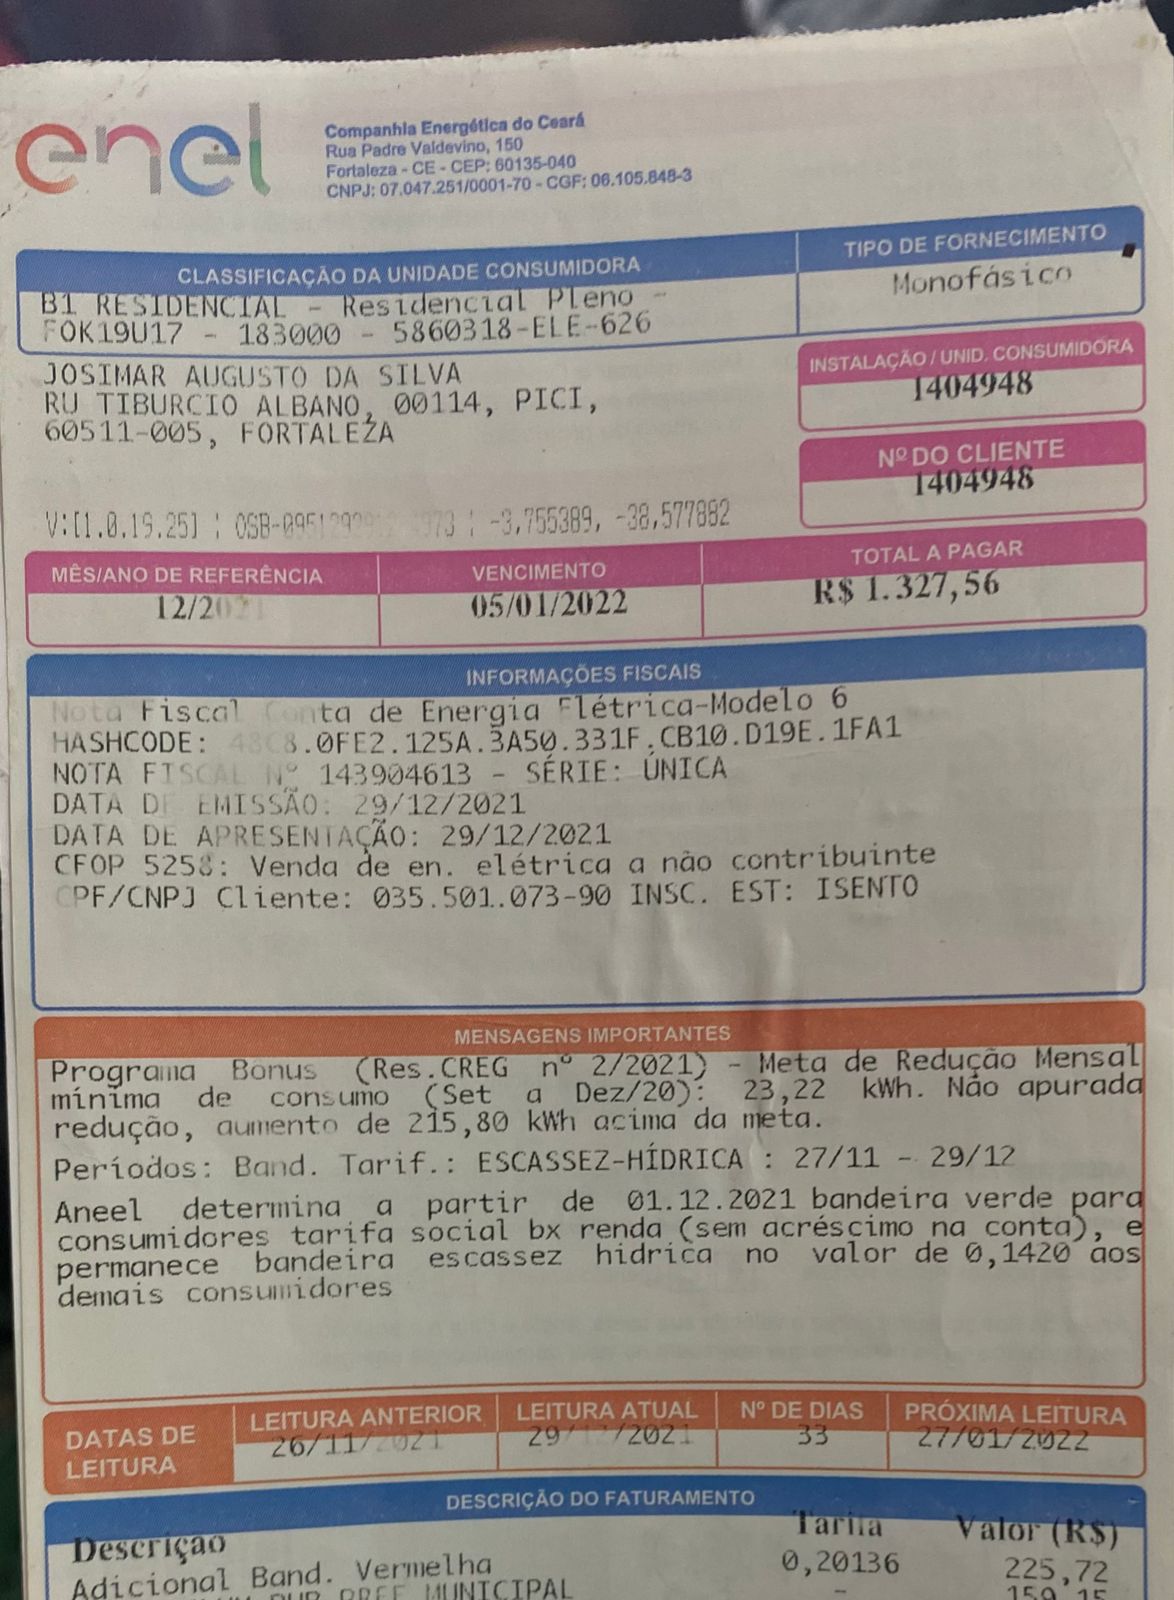 enel
Companhia Energética do Ceará
Rua Padre Valdevino, 150
Fortaleza - CE - CEP: 60135-040
CNPJ: 07.047.251/0001-70 - CGF: 06.105.848-3
CLASSIFICAÇÃO DA UNIDADE CONSUMIDORA
B1 RESIDENCIAL - Residencial Pleno -
FOK19U17 - 183000 - 5860318-ELE-626
TIPO DE FORNECIMENTO
Monofásico
JOSIMAR AUGUSTO DA SILVA
RU TIBURCIO ALBANO, 00114, PICI,
60511-005, FORTALEZA
INSTALAÇÃO / UNID. CONSUMIDORA
1404948
Nº DO CLIENTE
1404948
V:[1.0.19.25] ; -3,755389, -38,577882
MÊS/ANO DE REFERÊNCIA
12/2021
VENCIMENTO
05/01/2022
TOTAL A PAGAR
R$ 1.327,56
INFORMAÇÕES FISCAIS
Nota Fiscal Conta de Energia Elétrica-Modelo 6
HASHCODE: 48C8.0FE2.125A.3A50.331F.CB10.D19E.1FA1
NOTA FISCAL Nº 143904613 - SÉRIE: ÚNICA
DATA DE EMISSÃO: 29/12/2021
DATA DE APRESENTAÇÃO: 29/12/2021
CFOP 5258: Venda de en. elétrica a não contribuinte
CPF/CNPJ Cliente: 035.501.073-90 INSC. EST: ISENTO
MENSAGENS IMPORTANTES
Programa Bônus (Res.CREG nº 2/2021) - Meta de Redução Mensal
mínima de consumo (Set a Dez/20): 23,22 kWh. Não apurada
redução, aumento de 215,80 kWh acima da meta.
Períodos: Band. Tarif.: ESCASSEZ-HÍDRICA : 27/11 - 29/12
Aneel determina a partir de 01.12.2021 bandeira verde para
consumidores tarifa social bx renda (sem acréscimo na conta), e
permanece bandeira escassez hídrica no valor de 0,1420 aos
demais consumidores
DATAS DE
LEITURA
LEITURA ANTERIOR
26/11/2021
LEITURA ATUAL
29/12/2021
Nº DE DIAS
33
PRÓXIMA LEITURA
27/01/2022
DESCRIÇÃO DO FATURAMENTO
Descrição Tarifa Valor (R$)
Adicional Band. Vermelha 0,20136 225,72
PREF MUNICIPAL - 159,15